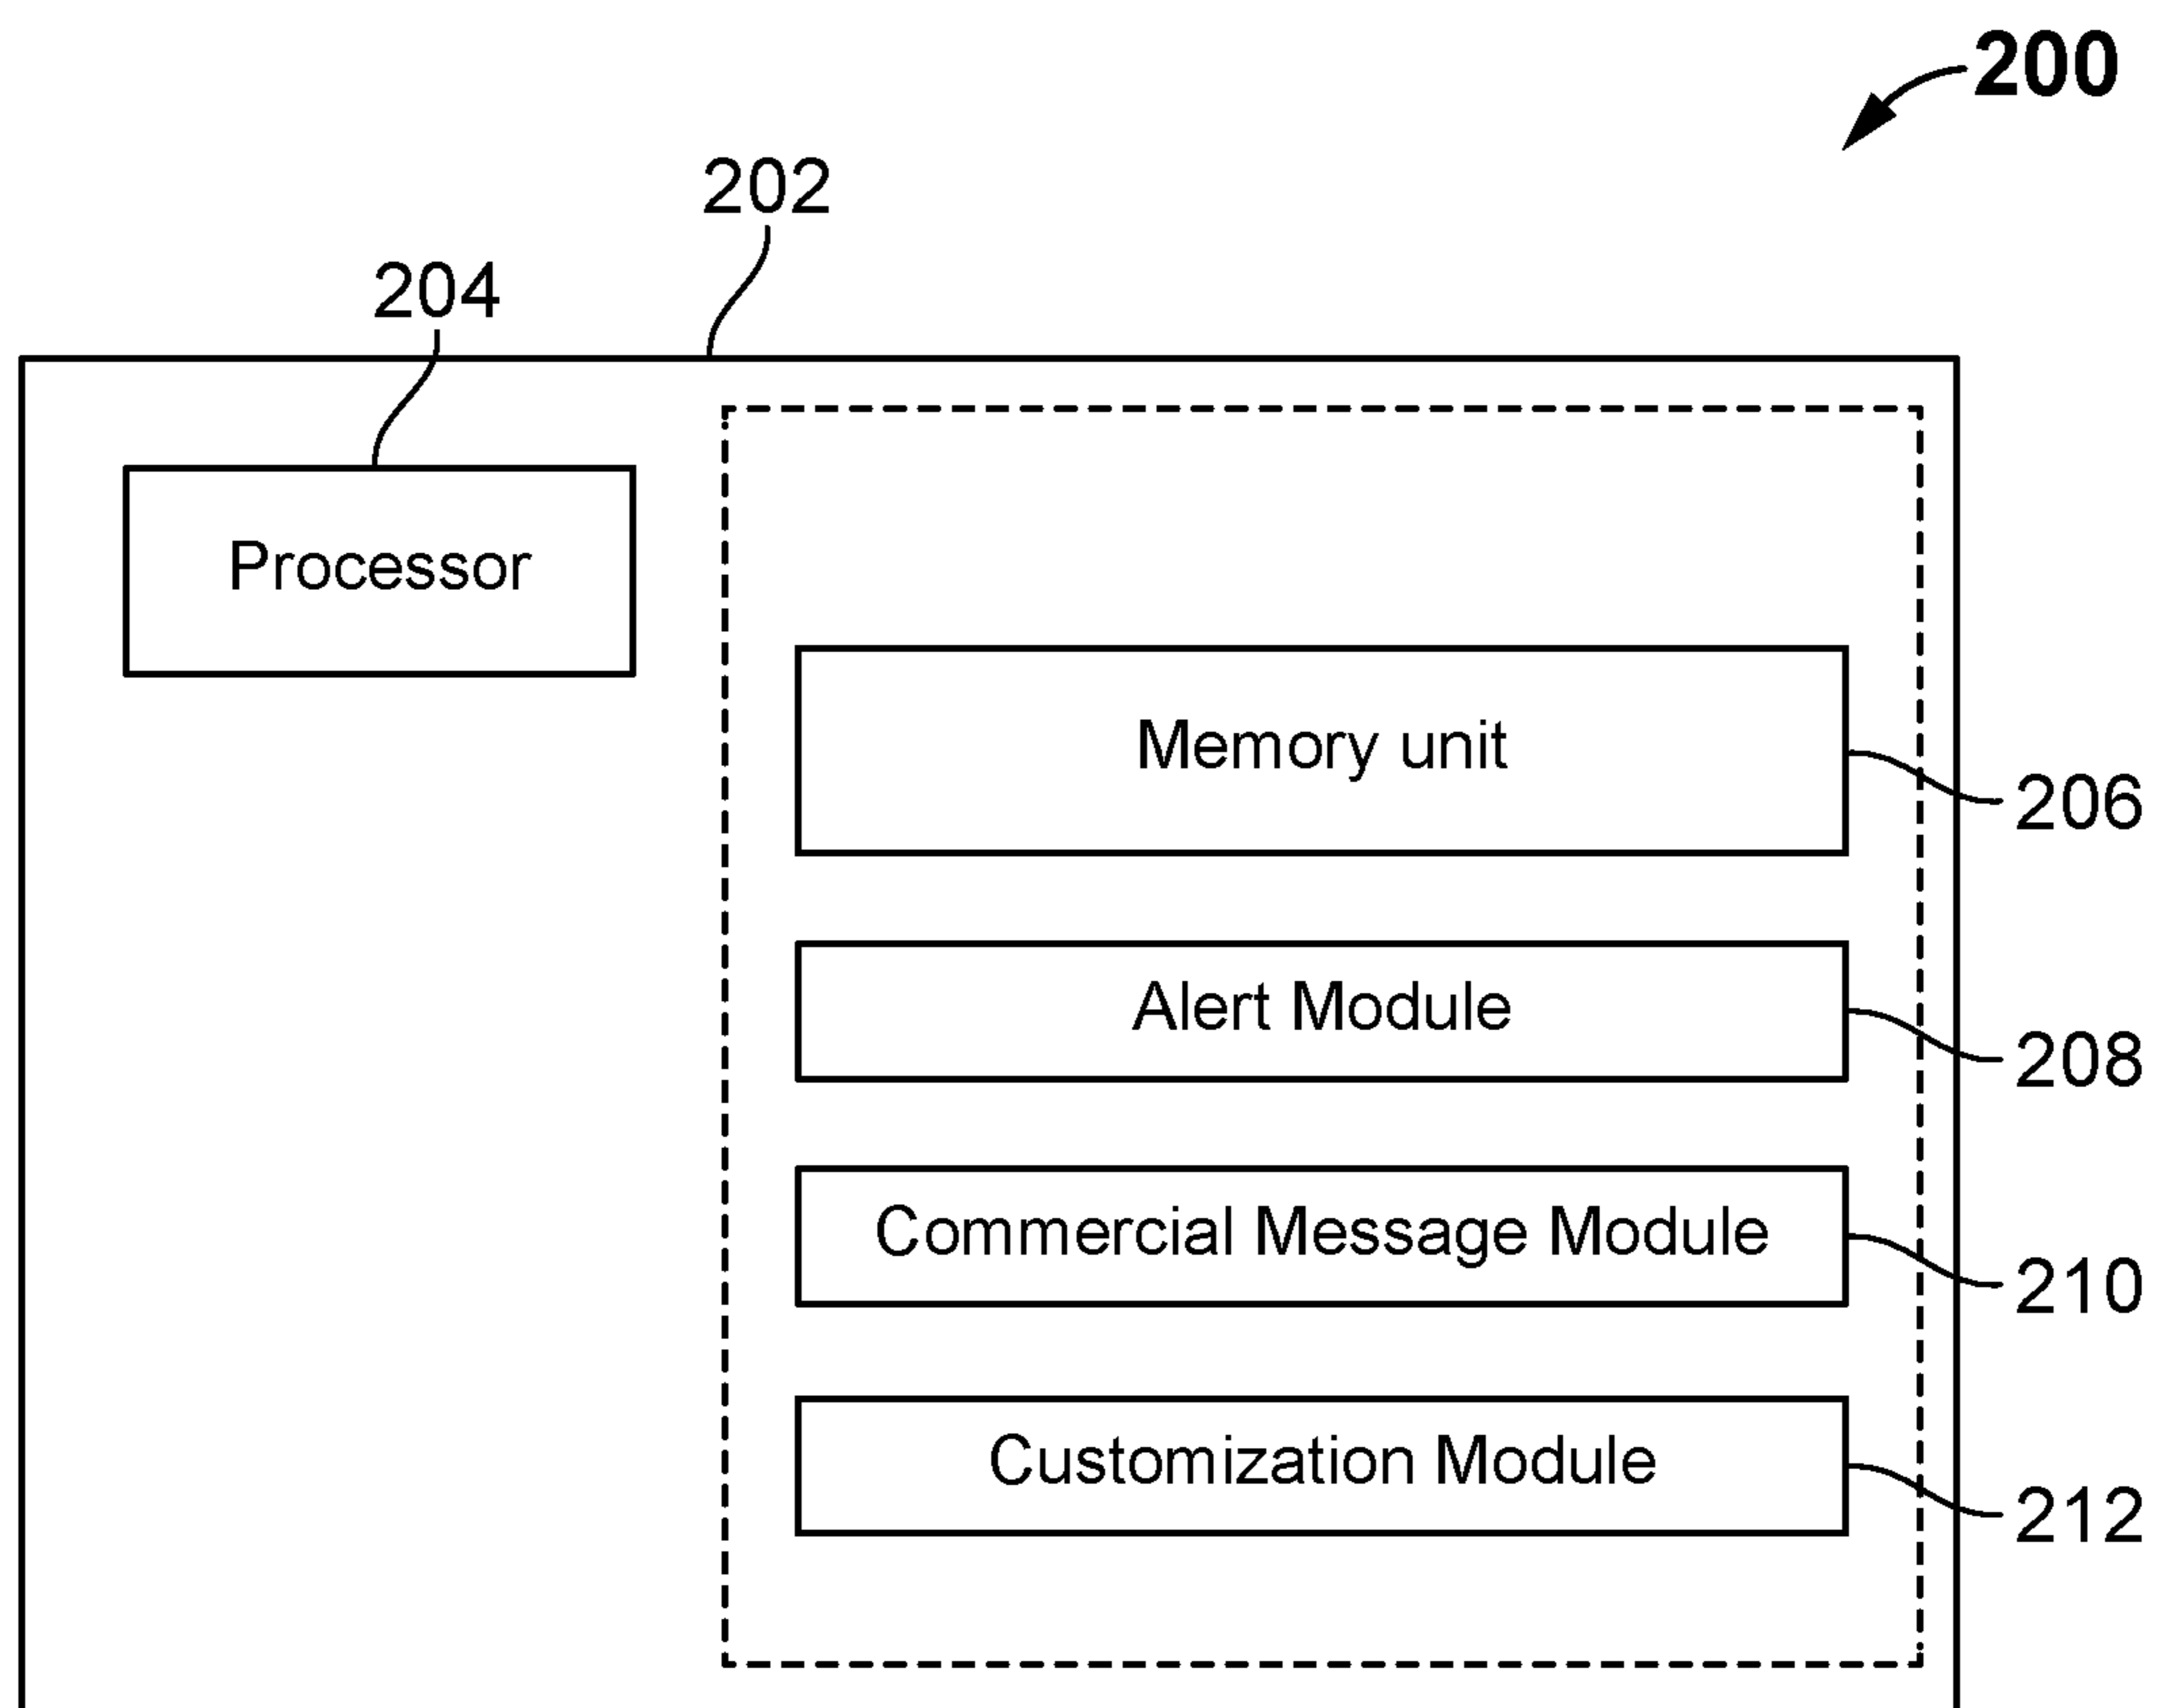 200
202
204
Processor
Memory unit
206
Alert Module
208
Commercial Message Module
210
Customization Module
212